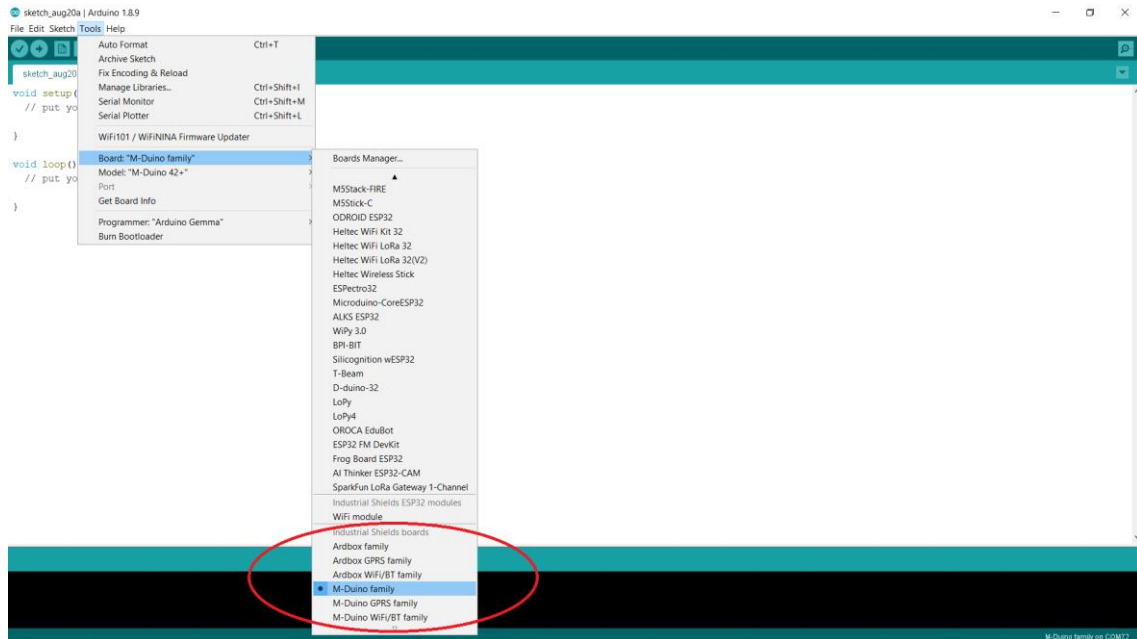 sketch_aug20a | Arduino 1.8.9
File Edit Sketch Tools Help
sketch_aug20
void setup(
// put yo
}
void loop()
// put yo
}
Auto Format Ctrl+T
Archive Sketch
Fix Encoding & Reload
Manage Libraries... Ctrl+Shift+I
Serial Monitor Ctrl+Shift+M
Serial Plotter Ctrl+Shift+L
WiFi101 / WiFiNINA Firmware Updater
Board: "M-Duino family"
Model: "M-Duino 42+"
Port
Get Board Info
Programmer: "Arduino Gemma"
Burn Bootloader
Boards Manager...
M5Stack-FIRE
M5Stick-C
ODROID ESP32
Heltec WiFi Kit 32
Heltec WiFi LoRa 32
Heltec WiFi LoRa 32(V2)
Heltec Wireless Stick
ESPectro32
Microduino-CoreESP32
ALKS ESP32
WiPy 3.0
BPI-BIT
Silicognition wESP32
T-Beam
D-duino-32
LoPy
LoPy4
OROCA EduBot
ESP32 FM DevKit
Frog Board ESP32
AI Thinker ESP32-CAM
SparkFun LoRa Gateway 1-Channel
Industrial Shields ESP32 modules
WiFi module
Industrial Shields boards
Ardbox family
Ardbox GPRS family
Ardbox WiFi/BT family
M-Duino family
M-Duino GPRS family
M-Duino WiFi/BT family
M-Duino family on COM73